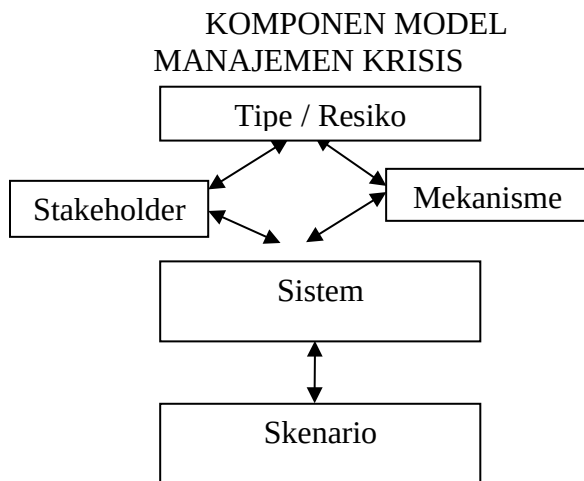 KOMPONEN MODEL
MANAJEMEN KRISIS
Tipe / Resiko
Stakeholder
Mekanisme
Sistem
Skenario